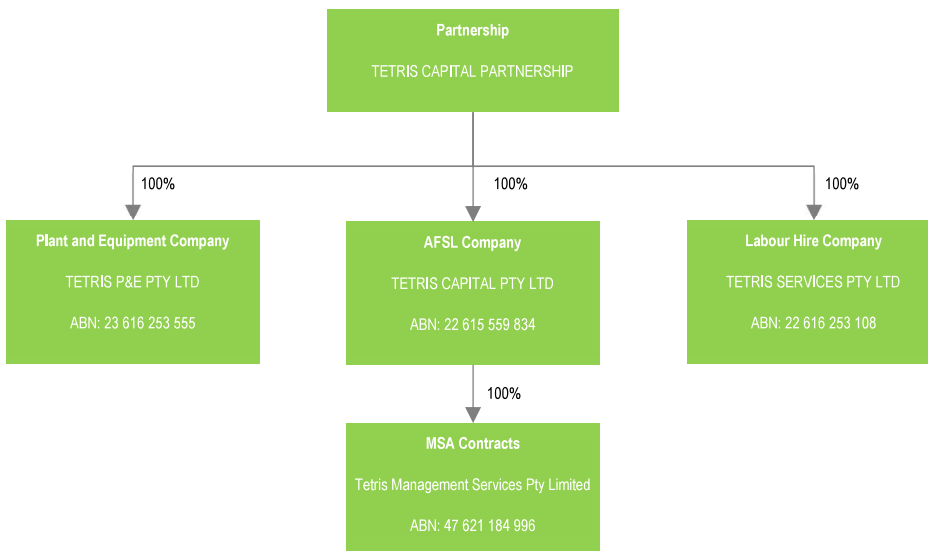 Partnership
TETRIS CAPITAL PARTNERSHIP
100%
100%
100%
Plant and Equipment Company
TETRIS P&E PTY LTD
ABN: 23 616 253 555
AFSL Company
TETRIS CAPITAL PTY LTD
ABN: 22 615 559 834
Labour Hire Company
TETRIS SERVICES PTY LTD
ABN: 22 616 253 108
100%
MSA Contracts
Tetris Management Services Pty Limited
ABN: 47 621 184 996